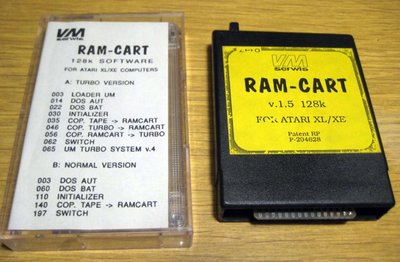 VM
serwis
RAM-CART
128k SOFTWARE
FOR ATARI XL/XE COMPUTERS
A: TURBO VERSION
003 LOADER UM
014 DOS AUT
022 DOS BAT
030 INTIALIZER
035 COP. TAPE -> RAMCART
046 COP. TURBO -> RAMCART
056 COP. RAMCART -> TURBO
062 SWITCH
065 UM TURBO SYSTEM v.4
B: NORMAL VERSION
003 DOS AUT
060 DOS BAT
110 INITIALIZER
140 COP. TAPE -> RAMCART
197 SWITCH
VM
serwis
RAM-CART
v.1.5 128k
FOR ATARI XL/XE
Patent RP
P-204628